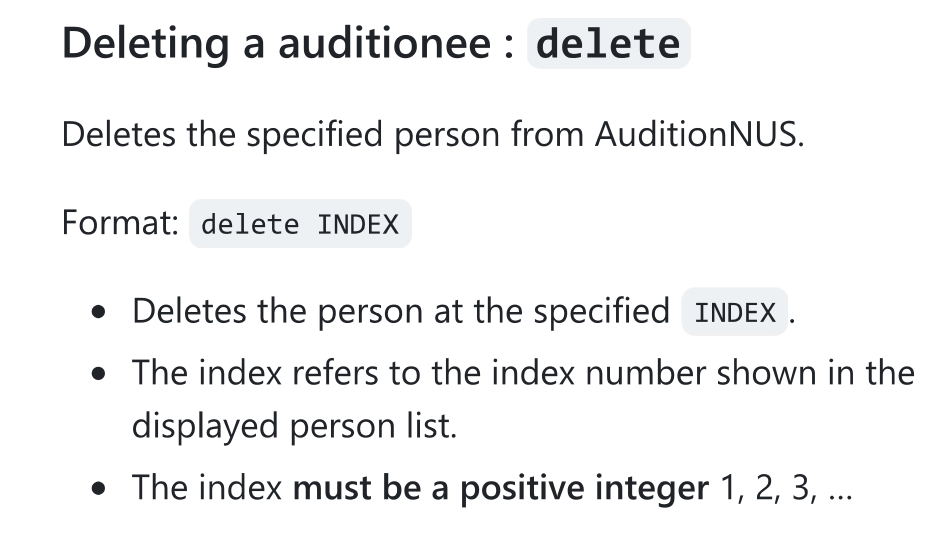 Deleting a auditionee : delete
Deletes the specified person from AuditionNUS.
Format: delete INDEX
• Deletes the person at the specified INDEX.
• The index refers to the index number shown in the
displayed person list.
• The index must be a positive integer 1, 2, 3, ...